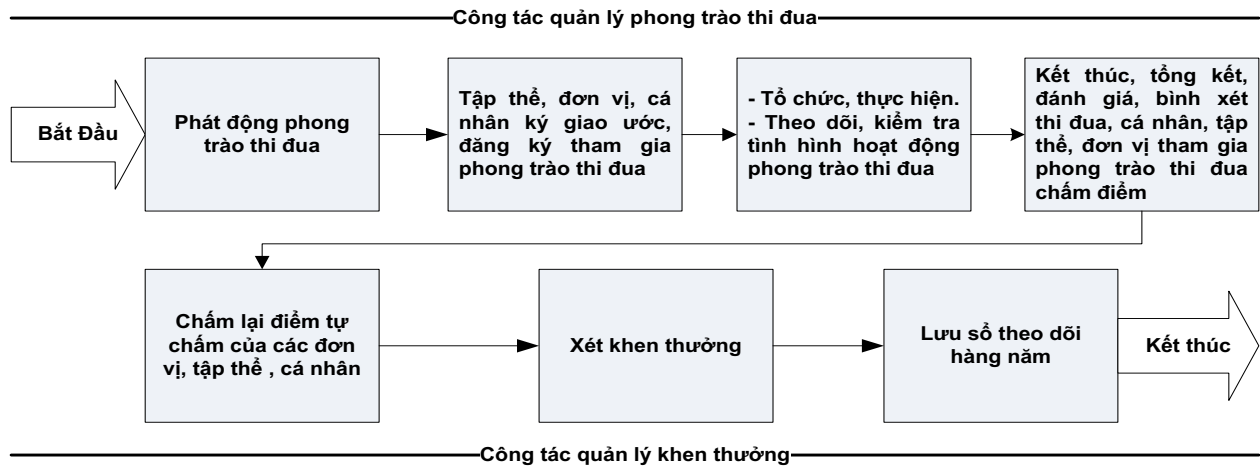 Công tác quản lý phong trào thi đua
Bắt Đầu
Phát động phong
trào thi đua
Tập thể, đơn vị, cá
nhân ký giao ước,
đăng ký tham gia
phong trào thi đua
- Tổ chức, thực hiện.
- Theo dõi, kiểm tra
tình hình hoạt động
phong trào thi đua
Kết thúc, tổng kết,
đánh giá, bình xét
thi đua, cá nhân, tập
thể, đơn vị tham gia
phong trào thi đua
chấm điểm
Chấm lại điểm tự
chấm của các đơn
vị, tập thể , cá nhân
Xét khen thưởng
Lưu sổ theo dõi
hàng năm
Kết thúc
Công tác quản lý khen thưởng